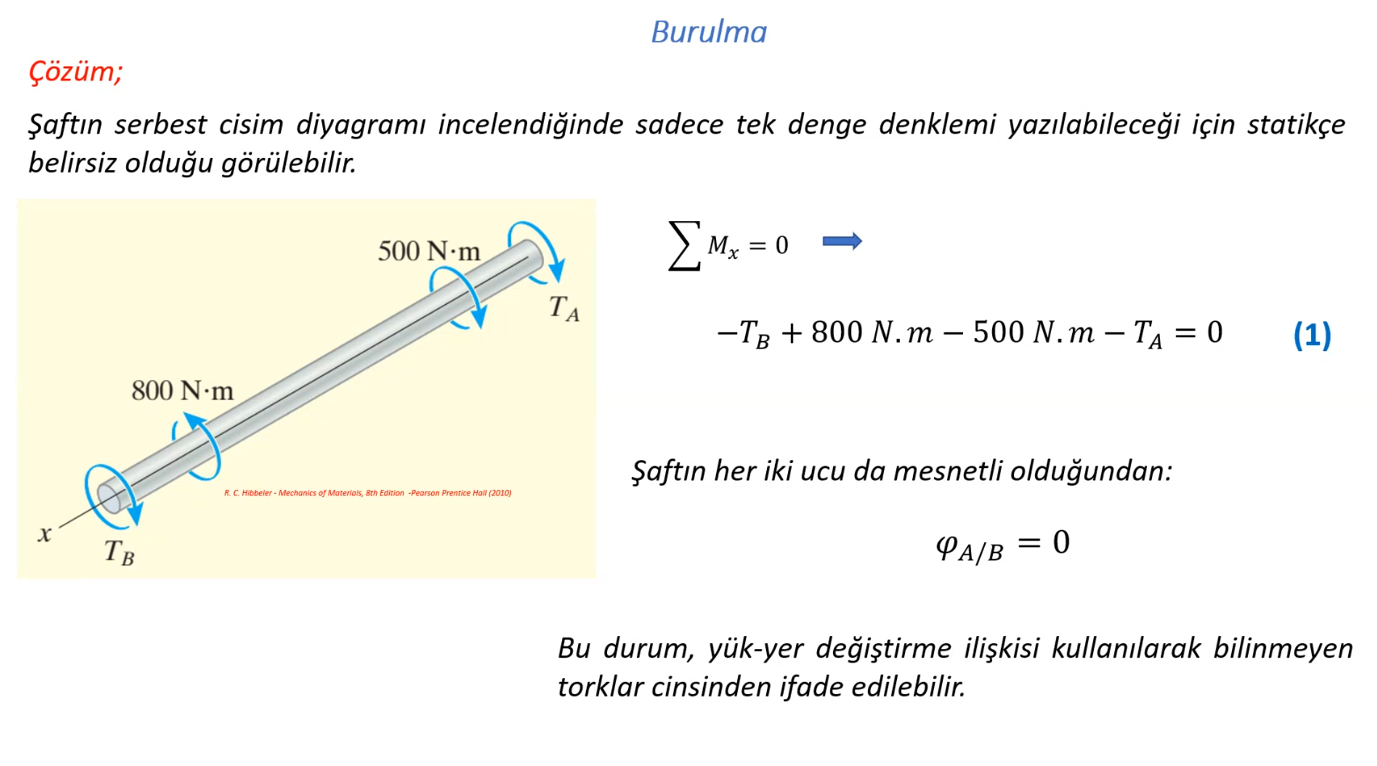 Burulma
Çözüm;
Şaftın serbest cisim diyagramı incelendiğinde sadece tek denge denklemi yazılabileceği için statikçe
belirsiz olduğu görülebilir.
500 N·m
T_A
800 N·m
R. C. Hibbeler - Mechanics of Materials, 8th Edition -Pearson Prentice Hall (2010)
x
T_B
∑ M_x = 0
−T_B + 800 N.m − 500 N.m − T_A = 0 (1)
Şaftın her iki ucu da mesnetli olduğundan:
φ_A/B = 0
Bu durum, yük-yer değiştirme ilişkisi kullanılarak bilinmeyen
torklar cinsinden ifade edilebilir.